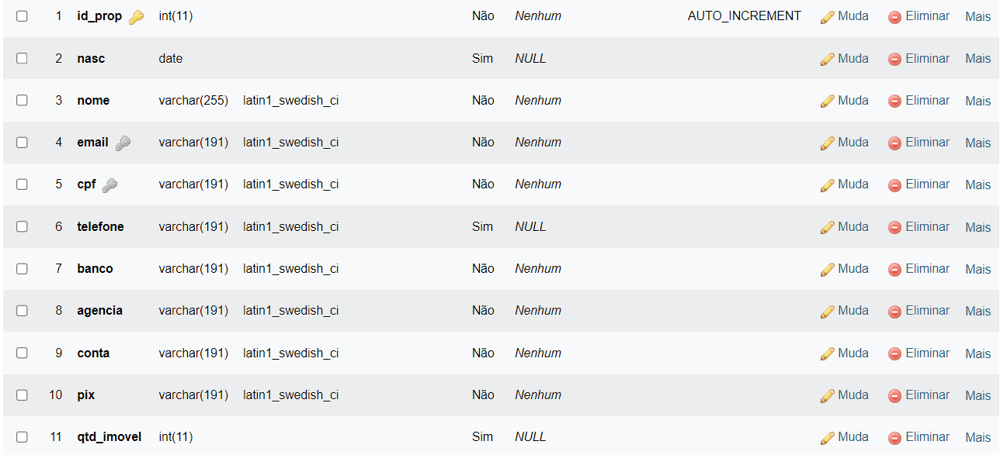 1 id_prop int(11) Não Nenhum AUTO_INCREMENT Muda Eliminar Mais
2 nasc date Sim NULL Muda Eliminar Mais
3 nome varchar(255) latin1_swedish_ci Não Nenhum Muda Eliminar Mais
4 email varchar(191) latin1_swedish_ci Não Nenhum Muda Eliminar Mais
5 cpf varchar(191) latin1_swedish_ci Não Nenhum Muda Eliminar Mais
6 telefone varchar(191) latin1_swedish_ci Sim NULL Muda Eliminar Mais
7 banco varchar(191) latin1_swedish_ci Não Nenhum Muda Eliminar Mais
8 agencia varchar(191) latin1_swedish_ci Não Nenhum Muda Eliminar Mais
9 conta varchar(191) latin1_swedish_ci Não Nenhum Muda Eliminar Mais
10 pix varchar(191) latin1_swedish_ci Não Nenhum Muda Eliminar Mais
11 qtd_imovel int(11) Sim NULL Muda Eliminar Mais